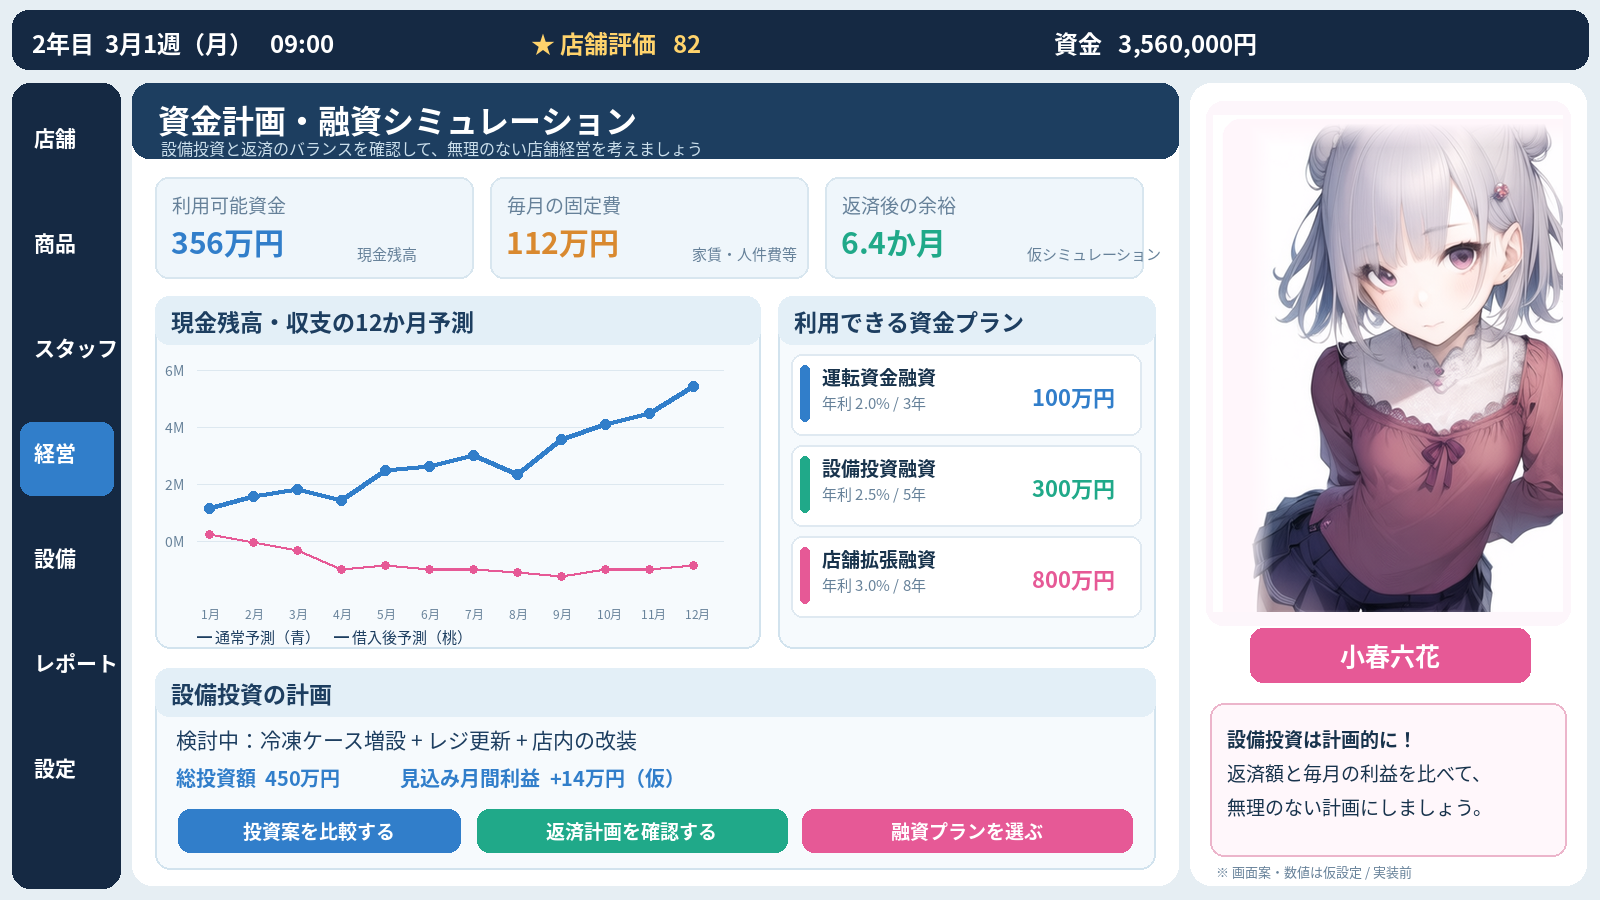 2年目 3月1週（月） 09:00
★ 店舗評価 82
資金 3,560,000円
店舗
商品
スタッフ
経営
設備
レポート
設定
資金計画・融資シミュレーション
設備投資と返済のバランスを確認して、無理のない店舗経営を考えましょう
利用可能資金
356万円
現金残高
毎月の固定費
112万円
家賃・人件費等
返済後の余裕
6.4か月
仮シミュレーション
現金残高・収支の12か月予測
6M
4M
2M
0M
1月 2月 3月 4月 5月 6月 7月 8月 9月 10月 11月 12月
ー通常予測（青） ー借入後予測（桃）
利用できる資金プラン
運転資金融資
年利 2.0% / 3年
100万円
設備投資融資
年利 2.5% / 5年
300万円
店舗拡張融資
年利 3.0% / 8年
800万円
設備投資の計画
検討中：冷凍ケース増設 + レジ更新 + 店内の改装
総投資額 450万円 見込み月間利益 +14万円（仮）
投資案を比較する
返済計画を確認する
融資プランを選ぶ
小春六花
設備投資は計画的に！
返済額と毎月の利益を比べて、
無理のない計画にしましょう。
※ 画面案・数値は仮設定 / 実装前